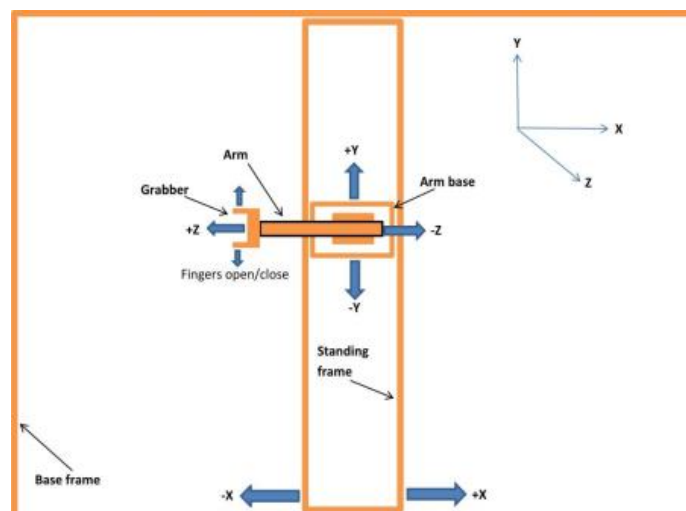 Y
X
Z
Arm
+Y
Grabber
Arm base
+Z
-Z
Fingers open/close
-Y
Standing
frame
Base frame
-X
+X